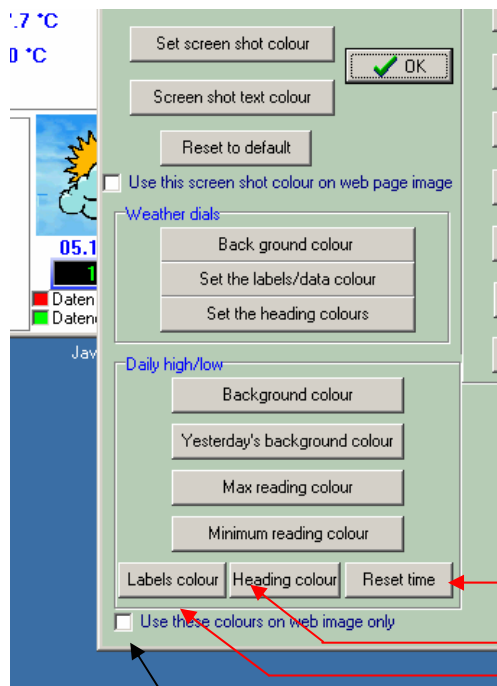 .7 °C
0 °C
Set screen shot colour
OK
Screen shot text colour
Reset to default
Use this screen shot colour on web page image
Weather dials
05.1
Back ground colour
1
Set the labels/data colour
Daten
Set the heading colours
Daten
Jav
Daily high/low
Background colour
Yesterday's background colour
Max reading colour
Minimum reading colour
Labels colour Heading colour Reset time
Use these colours on web image only